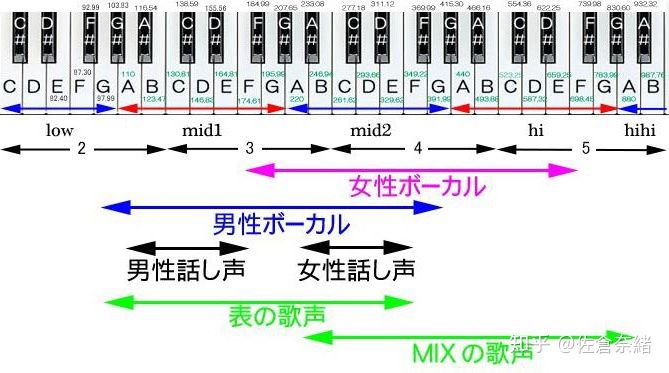 92.99 103.83 116.54 138.59 155.56 184.99 207.65 233.08 277.18 311.12 369.99 415.30 466.16 554.36 622.25 739.98 830.60 932.32
C# D# F# G# A# C# D# F# G# A# C# D# F# G# A# C# D# F# G# A#
87.30 110 130.81 164.81 195.99 246.94 293.66 349.22 440 523.25 659.25 783.99 987.76
C D E F G A B C D E F G A B C D E F G A B C D E F G A B
82.40 97.99 123.47 146.83 174.61 220 261.62 329.62 391.99 493.88 587.32 698.45 880
low mid1 mid2 hi hihi
2 3 4 5
女性ボーカル
男性ボーカル
男性話し声 女性話し声
表の歌声
MIXの歌声
知乎 @佐倉奈緒